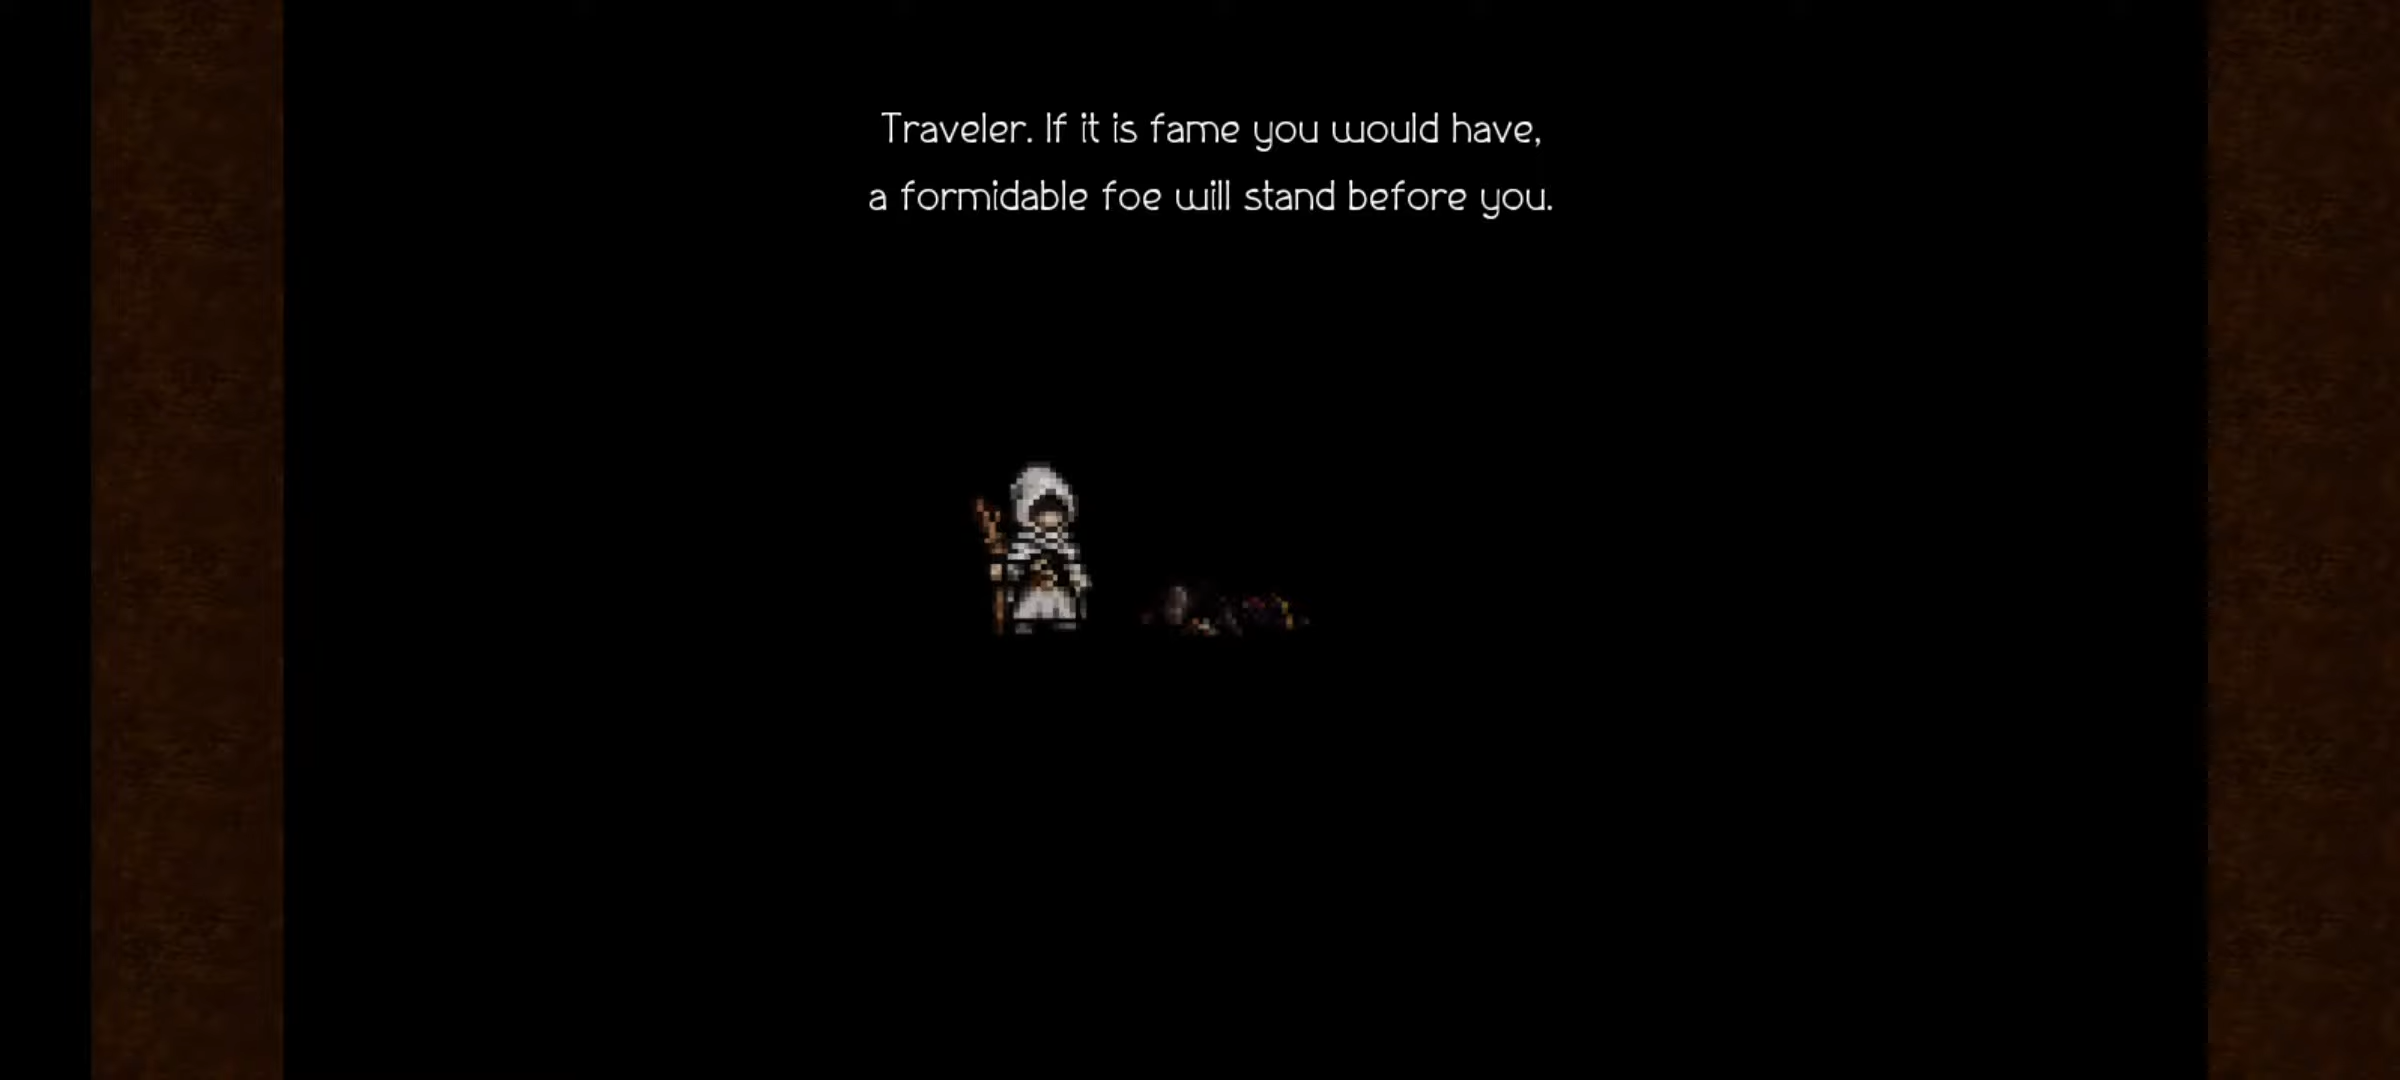 Traveler. If it is fame you would have,
a formidable foe will stand before you.